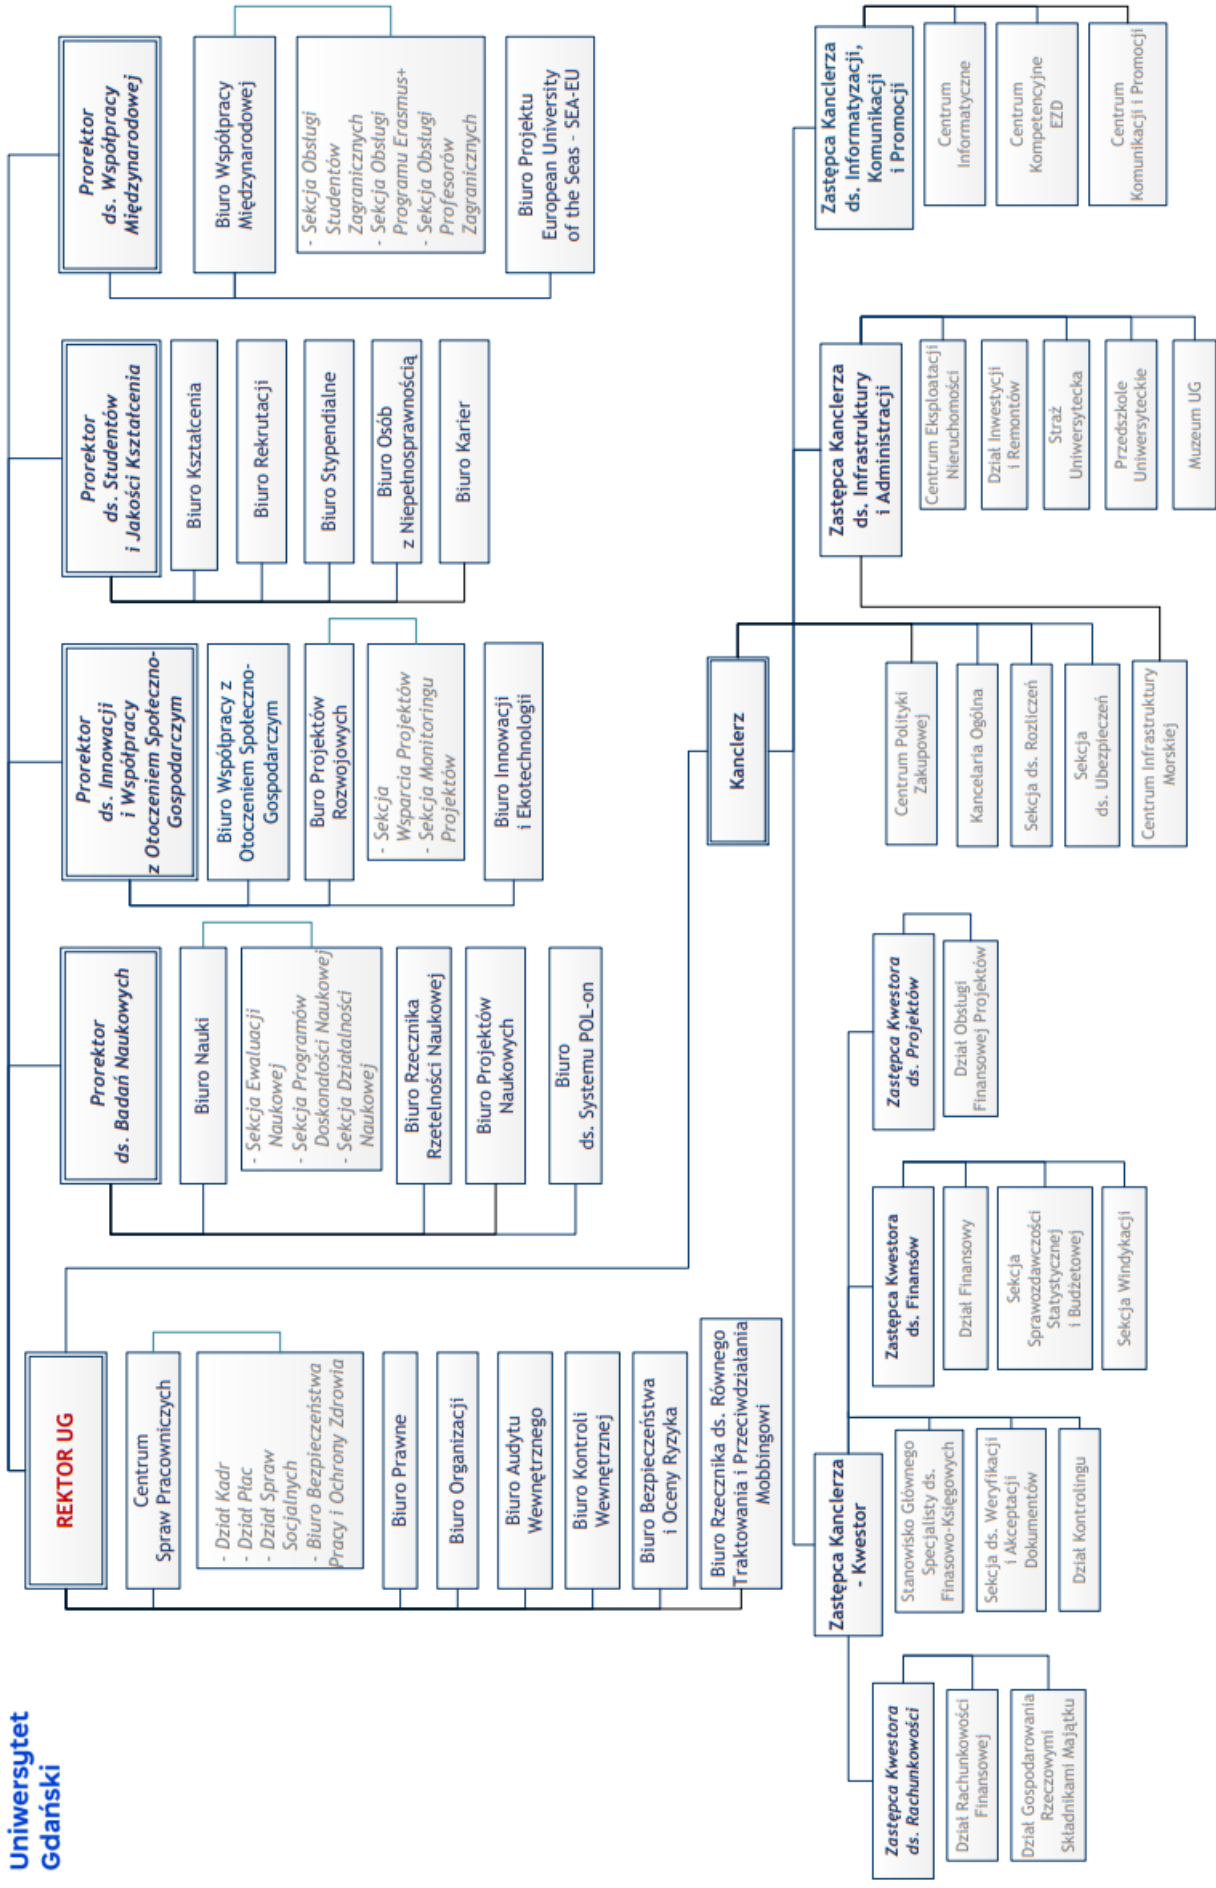 Uniwersytet
Gdański
REKTOR UG
Centrum
Spraw Pracowniczych
- Dział Kadr
- Dział Płac
- Dział Spraw
Socjalnych
- Biuro Bezpieczeństwa
Pracy i Ochrony Zdrowia
Biuro Prawne
Biuro Organizacji
Biuro Audytu
Wewnętrznego
Biuro Kontroli
Wewnętrznej
Biuro Bezpieczeństwa
i Oceny Ryzyka
Biuro Rzecznika ds. Równego
Traktowania i Przeciwdziałania
Mobbingowi
Prorektor
ds. Badań Naukowych
Biuro Nauki
- Sekcja Ewaluacji
Naukowej
- Sekcja Programów
Doskonałości Naukowej
- Sekcja Działalności
Naukowej
Biuro Rzecznika
Rzetelności Naukowej
Biuro Projektów
Naukowych
Biuro
ds. Systemu POL-on
Prorektor
ds. Innowacji
i Współpracy
z Otoczeniem Społeczno-
Gospodarczym
Biuro Współpracy z
Otoczeniem Społeczno-
Gospodarczym
Buro Projektów
Rozwojowych
- Sekcja
Wsparcia Projektów
- Sekcja Monitoringu
Projektów
Biuro Innowacji
i Ekotechnologii
Prorektor
ds. Studentów
i Jakości Kształcenia
Biuro Kształcenia
Biuro Rekrutacji
Biuro Stypendialne
Biuro Osób
z Niepełnosprawnością
Biuro Karier
Prorektor
ds. Współpracy
Międzynarodowej
Biuro Współpracy
Międzynarodowej
- Sekcja Obsługi
Studentów
Zagranicznych
- Sekcja Obsługi
Programu Erasmus+
- Sekcja Obsługi
Profesorów
Zagranicznych
Biuro Projektu
European University
of the Seas - SEA-EU
Kanclerz
Zastępca Kanclerza
- Kwestor
Stanowisko Głównego
Specjalisty ds.
Finasowo-Księgowych
Sekcja ds. Weryfikacji
i Akceptacji
Dokumentów
Dział Kontrolingu
Zastępca Kwestora
ds. Rachunkowości
Dział Rachunkowości
Finansowej
Dział Gospodarowania
Rzeczowymi
Składnikami Majątku
Zastępca Kwestora
ds. Finansów
Dział Finansowy
Sekcja
Sprawozdawczości
Statystycznej
i Budżetowej
Sekcja Windykacji
Zastępca Kwestora
ds. Projektów
Dział Obsługi
Finansowej Projektów
Centrum Polityki
Zakupowej
Kancelaria Ogólna
Sekcja ds. Rozliczeń
Sekcja
ds. Ubezpieczeń
Centrum Infrastruktury
Morskiej
Zastępca Kanclerza
ds. Infrastruktury
i Administracji
Centrum Eksploatacji
Nieruchomości
Dział Inwestycji
i Remontów
Straż
Uniwersytecka
Przedszkole
Uniwersyteckie
Muzeum UG
Zastępca Kanclerza
ds. Informatyzacji,
Komunikacji
i Promocji
Centrum
Informatyczne
Centrum
Kompetencyjne
EZD
Centrum
Komunikacji i Promocji